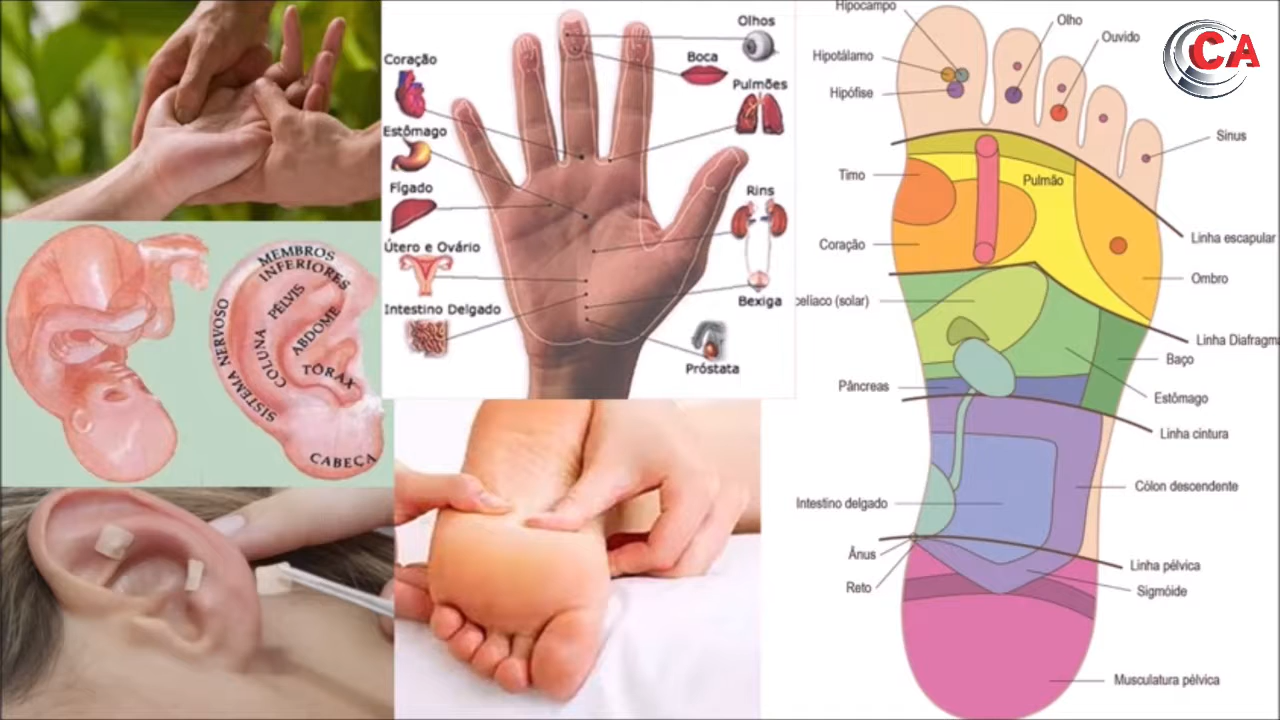 Coração
Estômago
Fígado
Útero e Ovário
Intestino Delgado
Olhos
Boca
Pulmões
Rins
Bexiga
Próstata
MEMBROS
INFERIORES
SISTEMA NERVOSO
COLUNA
PÉLVIS
ABDOME
TÓRAX
CABEÇA
Hipocampo
Hipotálamo
Hipófise
Timo
Coração
celíaco (solar)
Pâncreas
Intestino delgado
Ânus
Reto
Olho
Ouvido
Sinus
Pulmão
Linha escapular
Ombro
Linha Diafragma
Baço
Estômago
Linha cintura
Cólon descendente
Linha pélvica
Sigmóide
Musculatura pélvica
CA